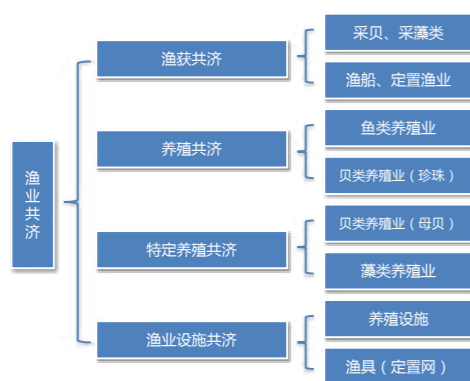 渔业共济
渔获共济
采贝、采藻类
渔船、定置渔业
养殖共济
鱼类养殖业
贝类养殖业（珍珠）
特定养殖共济
贝类养殖业（母贝）
藻类养殖业
渔业设施共济
养殖设施
渔具（定置网）